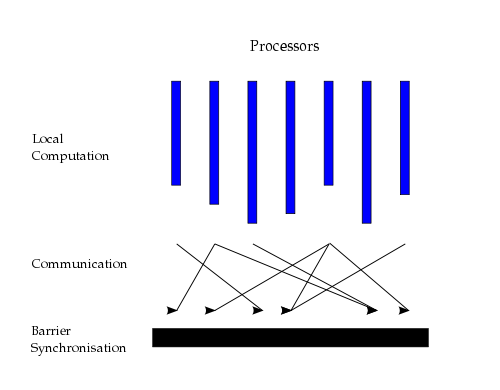 Processors
Local
Computation
Communication
Barrier
Synchronisation